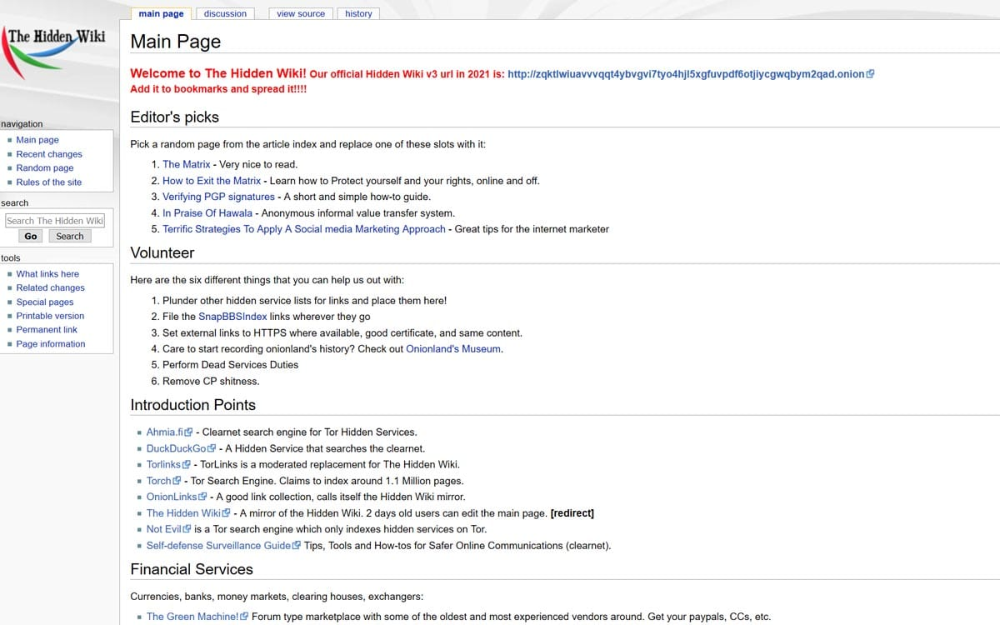 main page
discussion
view source
history
The Hidden Wiki
Main Page
Welcome to The Hidden Wiki! Our official Hidden Wiki v3 url in 2021 is: http://zqktlwiuavvvqqt4ybvgvi7tyo4hjl5xgfuvpdf6otjiycgwqbym2qad.onion
Add it to bookmarks and spread it!!!!
navigation
Main page
Recent changes
Random page
Rules of the site
search
Search The Hidden Wiki
Go
Search
tools
What links here
Related changes
Special pages
Printable version
Permanent link
Page information
Editor's picks
Pick a random page from the article index and replace one of these slots with it:
1. The Matrix - Very nice to read.
2. How to Exit the Matrix - Learn how to Protect yourself and your rights, online and off.
3. Verifying PGP signatures - A short and simple how-to guide.
4. In Praise Of Hawala - Anonymous informal value transfer system.
5. Terrific Strategies To Apply A Social media Marketing Approach - Great tips for the internet marketer
Volunteer
Here are the six different things that you can help us out with:
1. Plunder other hidden service lists for links and place them here!
2. File the SnapBBSIndex links wherever they go
3. Set external links to HTTPS where available, good certificate, and same content.
4. Care to start recording onionland's history? Check out Onionland's Museum.
5. Perform Dead Services Duties
6. Remove CP shitness.
Introduction Points
Ahmia.fi - Clearnet search engine for Tor Hidden Services.
DuckDuckGo - A Hidden Service that searches the clearnet.
Torlinks - TorLinks is a moderated replacement for The Hidden Wiki.
Torch - Tor Search Engine. Claims to index around 1.1 Million pages.
OnionLinks - A good link collection, calls itself the Hidden Wiki mirror.
The Hidden Wiki - A mirror of the Hidden Wiki. 2 days old users can edit the main page. [redirect]
Not Evil is a Tor search engine which only indexes hidden services on Tor.
Self-defense Surveillance Guide Tips, Tools and How-tos for Safer Online Communications (clearnet).
Financial Services
Currencies, banks, money markets, clearing houses, exchangers:
The Green Machine! Forum type marketplace with some of the oldest and most experienced vendors around. Get your paypals, CCs, etc.